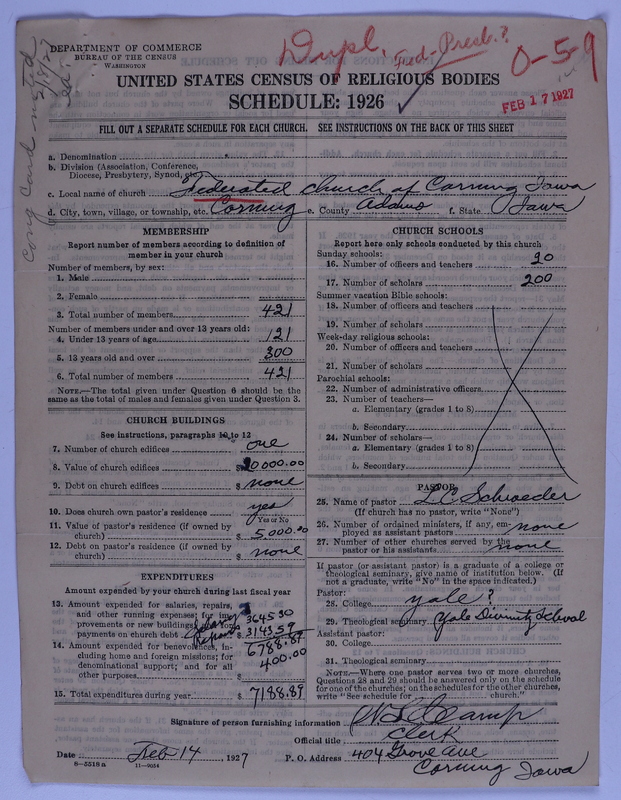 DEPARTMENT OF COMMERCE
BUREAU OF THE CENSUS
WASHINGTON
Dupl.
Fed-Presb.?
0-5-9
FEB 17 1927
UNITED STATES CENSUS OF RELIGIOUS BODIES
SCHEDULE: 1926
FILL OUT A SEPARATE SCHEDULE FOR EACH CHURCH. SEE INSTRUCTIONS ON THE BACK OF THIS SHEET
a. Denomination
b. Division (Association, Conference, Diocese, Presbytery, Synod, etc.)
c. Local name of church Federated Church of Corning Iowa
d. City, town, village, or township, etc. Corning e. County Adams f. State Iowa
MEMBERSHIP
Report number of members according to definition of
member in your church
Number of members, by sex:
1. Male
2. Female
3. Total number of members 421
Number of members under and over 13 years old:
4. Under 13 years of age 121
5. 13 years old and over 300
6. Total number of members 421
NOTE.—The total given under Question 6 should be
same as the total of males and females given under Question 3.
CHURCH BUILDINGS
See instructions, paragraphs 10 to 12
7. Number of church edifices one
8. Value of church edifices $ 0000.00
9. Debt on church edifices $ none
10. Does church own pastor's residence yes
Yes or No
11. Value of pastor's residence (if owned by
church) $ 5,000.00
12. Debt on pastor's residence (if owned by
church) $ none
EXPENDITURES
Amount expended by your church during last fiscal year
13. Amount expended for salaries, repairs,
and other running expenses; for im-
provements or new buildings; and for
payments on church debt $ 3645.30
Repairs 3143.59
6788.89
14. Amount expended for benevolences, in-
cluding home and foreign missions; for
denominational support; and for all
other purposes $ 400.00
15. Total expenditures during year $ 7188.89
CHURCH SCHOOLS
Report here only schools conducted by this church
Sunday schools:
16. Number of officers and teachers 20
17. Number of scholars 200
Summer vacation Bible schools:
18. Number of officers and teachers
19. Number of scholars
Week-day religious schools:
20. Number of officers and teachers
21. Number of scholars
Parochial schools:
22. Number of administrative officers
23. Number of teachers—
a. Elementary (grades 1 to 8)
b. Secondary
24. Number of scholars—
a. Elementary (grades 1 to 8)
b. Secondary
PASTOR
25. Name of pastor L C Schroeder
(If church has no pastor, write "None")
26. Number of ordained ministers, if any, em-
ployed as assistant pastors none
27. Number of other churches served by the
pastor or his assistants none
If pastor (or assistant pastor) is a graduate of a college or
theological seminary, give name of institution below. (If
not a graduate, write "No" in the space indicated.)
Pastor:
28. College yale?
29. Theological seminary Yale Divinity School
Assistant pastor:
30. College
31. Theological seminary
NOTE.—Where one pastor serves two or more churches,
Questions 28 and 29 should be answered only on the schedule
for one of the churches; on the schedules for the other churches,
write "See schedule for church."
Signature of person furnishing information Camp
Official title Clerk
Date Feb 14, 1927
P. O. Address 404 Grove Ave
Corning Iowa
8-5518 a 11-9034